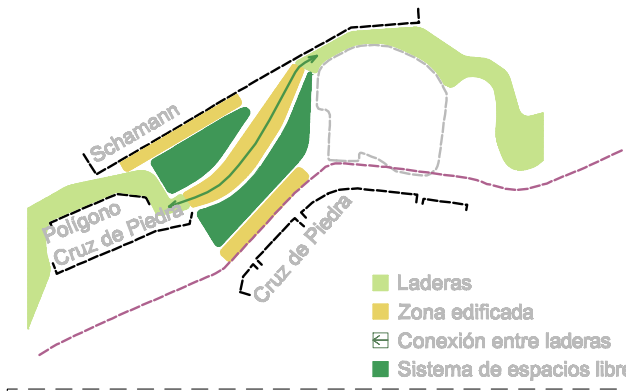 Schamann
Polígono
Cruz de Piedra
Cruz de Piedra
Laderas
Zona edificada
Conexión entre laderas
Sistema de espacios libre